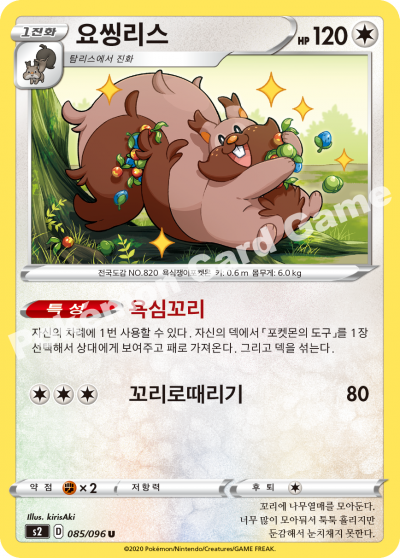 1진화
요씽리스
HP 120
탐리스에서 진화
전국도감 NO.820 욕심쟁이포켓몬 키: 0.6 m 몸무게: 6.0 kg
특성 욕심꼬리
자신의 차례에 1번 사용할 수 있다. 자신의 덱에서 「포켓몬의 도구」를 1장
선택해서 상대에게 보여주고 패로 가져온다. 그리고 덱을 섞는다.
꼬리로때리기 80
약점 ×2 저항력 후퇴
Illus. kirisAki
s2 D 085/096 U
꼬리에 나무열매를 모아둔다.
너무 많이 모아둬서 툭툭 흘리지만
둔감해서 눈치채지 못한다.
©2020 Pokémon/Nintendo/Creatures/GAME FREAK.
Pokémon Card Game